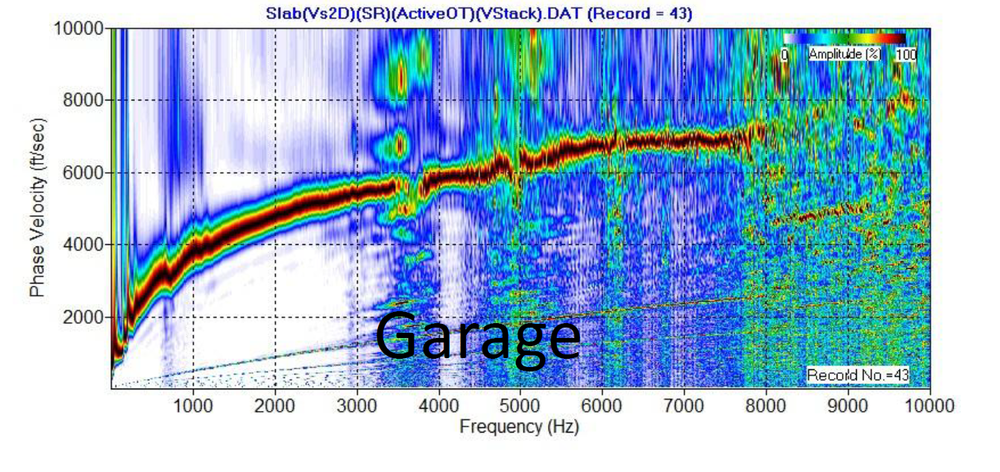 Slab(Vs2D)(SR)(ActiveOT)(VStack).DAT (Record = 43)
10000
8000
6000
4000
2000
Phase Velocity (ft/sec)
0 Amplitude (%) 100
Garage
Record No.=43
1000 2000 3000 4000 5000 6000 7000 8000 9000 10000
Frequency (Hz)